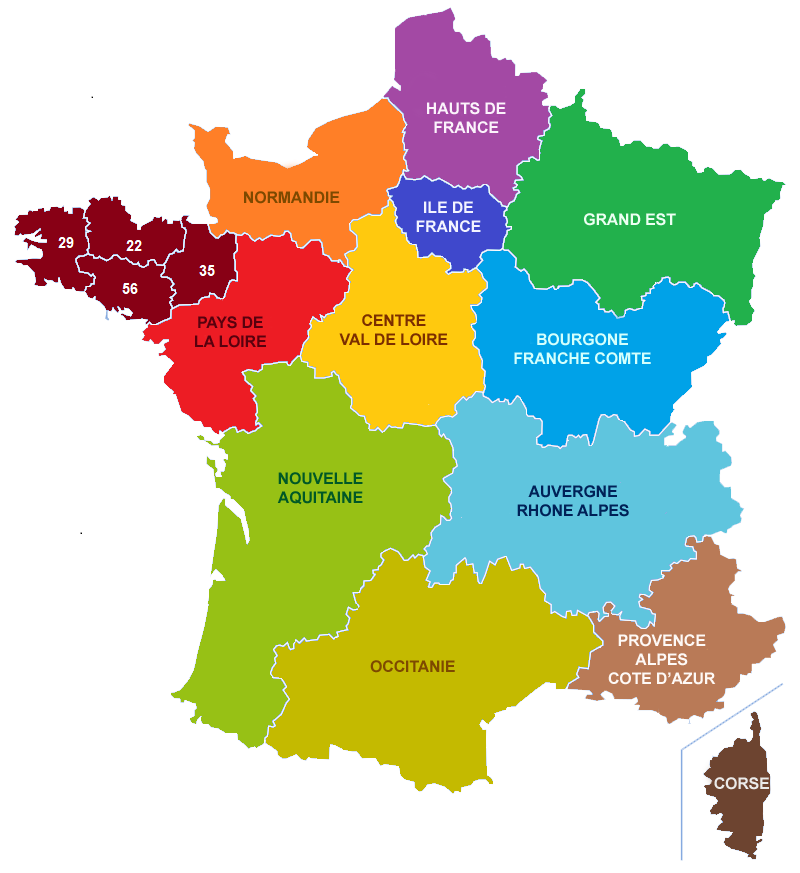 HAUTS DE
FRANCE
NORMANDIE
ILE DE
FRANCE
GRAND EST
29
22
35
56
PAYS DE
LA LOIRE
CENTRE
VAL DE LOIRE
BOURGONE
FRANCHE COMTE
NOUVELLE
AQUITAINE
AUVERGNE
RHONE ALPES
OCCITANIE
PROVENCE
ALPES
COTE D'AZUR
CORSE